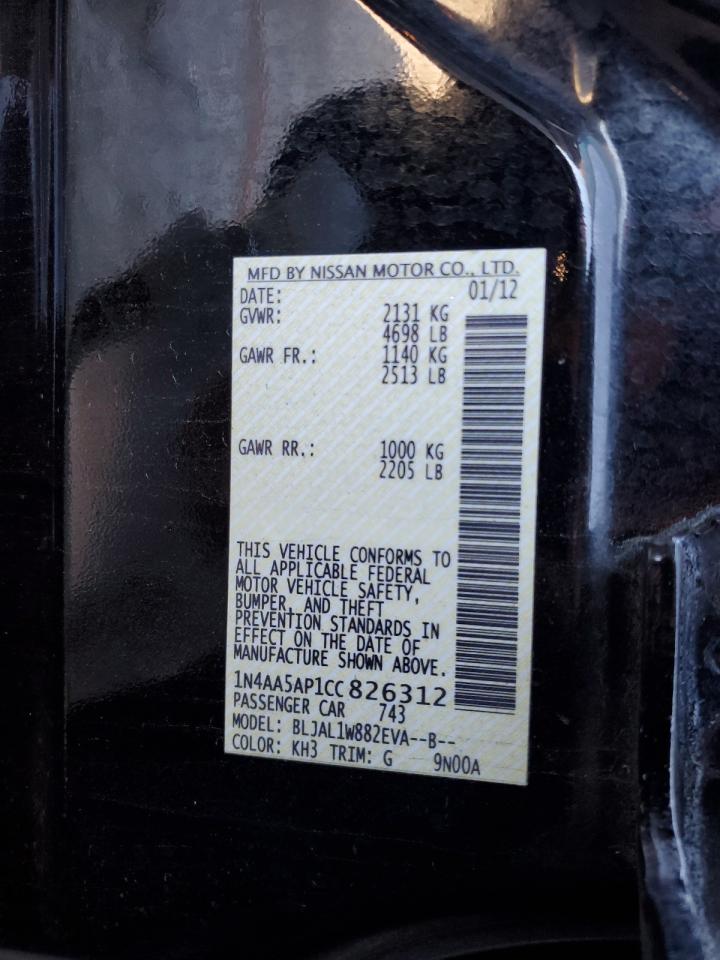 MFD BY NISSAN MOTOR CO., LTD.
DATE: 01/12
GVWR: 2131 KG
4698 LB
GAWR FR.: 1140 KG
2513 LB
GAWR RR.: 1000 KG
2205 LB
THIS VEHICLE CONFORMS TO
ALL APPLICABLE FEDERAL
MOTOR VEHICLE SAFETY,
BUMPER, AND THEFT
PREVENTION STANDARDS IN
EFFECT ON THE DATE OF
MANUFACTURE SHOWN ABOVE.
1N4AA5AP1CC826312
PASSENGER CAR 743
MODEL: BLJAL1W882EVA--B--
COLOR: KH3 TRIM: G 9N00A